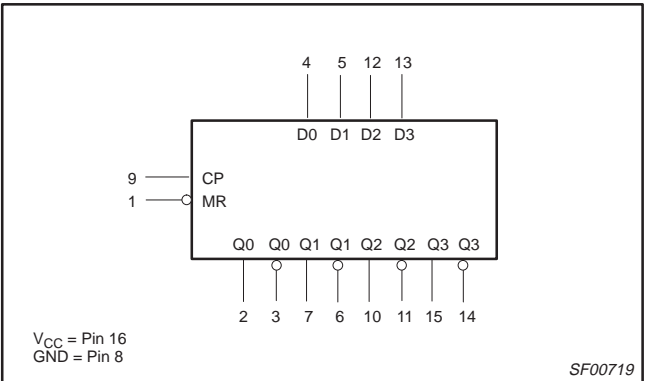 4 5 12 13
D0 D1 D2 D3
9 CP
1 MR
Q0 Q0 Q1 Q1 Q2 Q2 Q3 Q3
2 3 7 6 10 11 15 14
VCC = Pin 16
GND = Pin 8
SF00719